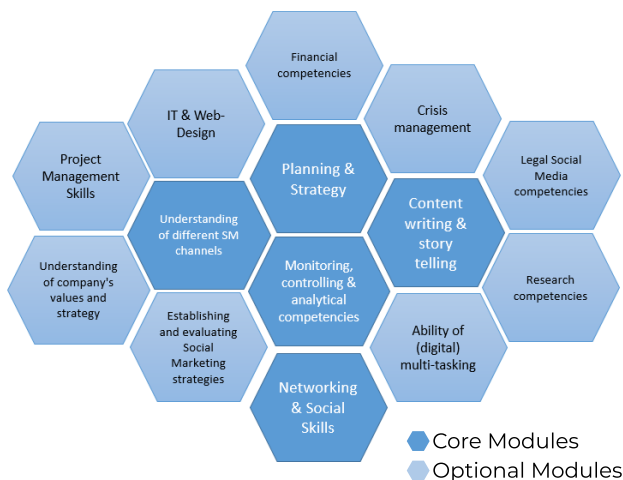 Financial
competencies
IT & Web-
Design
Crisis
management
Project
Management
Skills
Planning &
Strategy
Legal Social
Media
competencies
Understanding
of different SM
channels
Content
writing &
story
telling
Understanding
of company's
values and
strategy
Monitoring,
controlling &
analytical
competencies
Research
competencies
Establishing
and evaluating
Social
Marketing
strategies
Ability of
(digital)
multi-tasking
Networking
& Social
Skills
Core Modules
Optional Modules